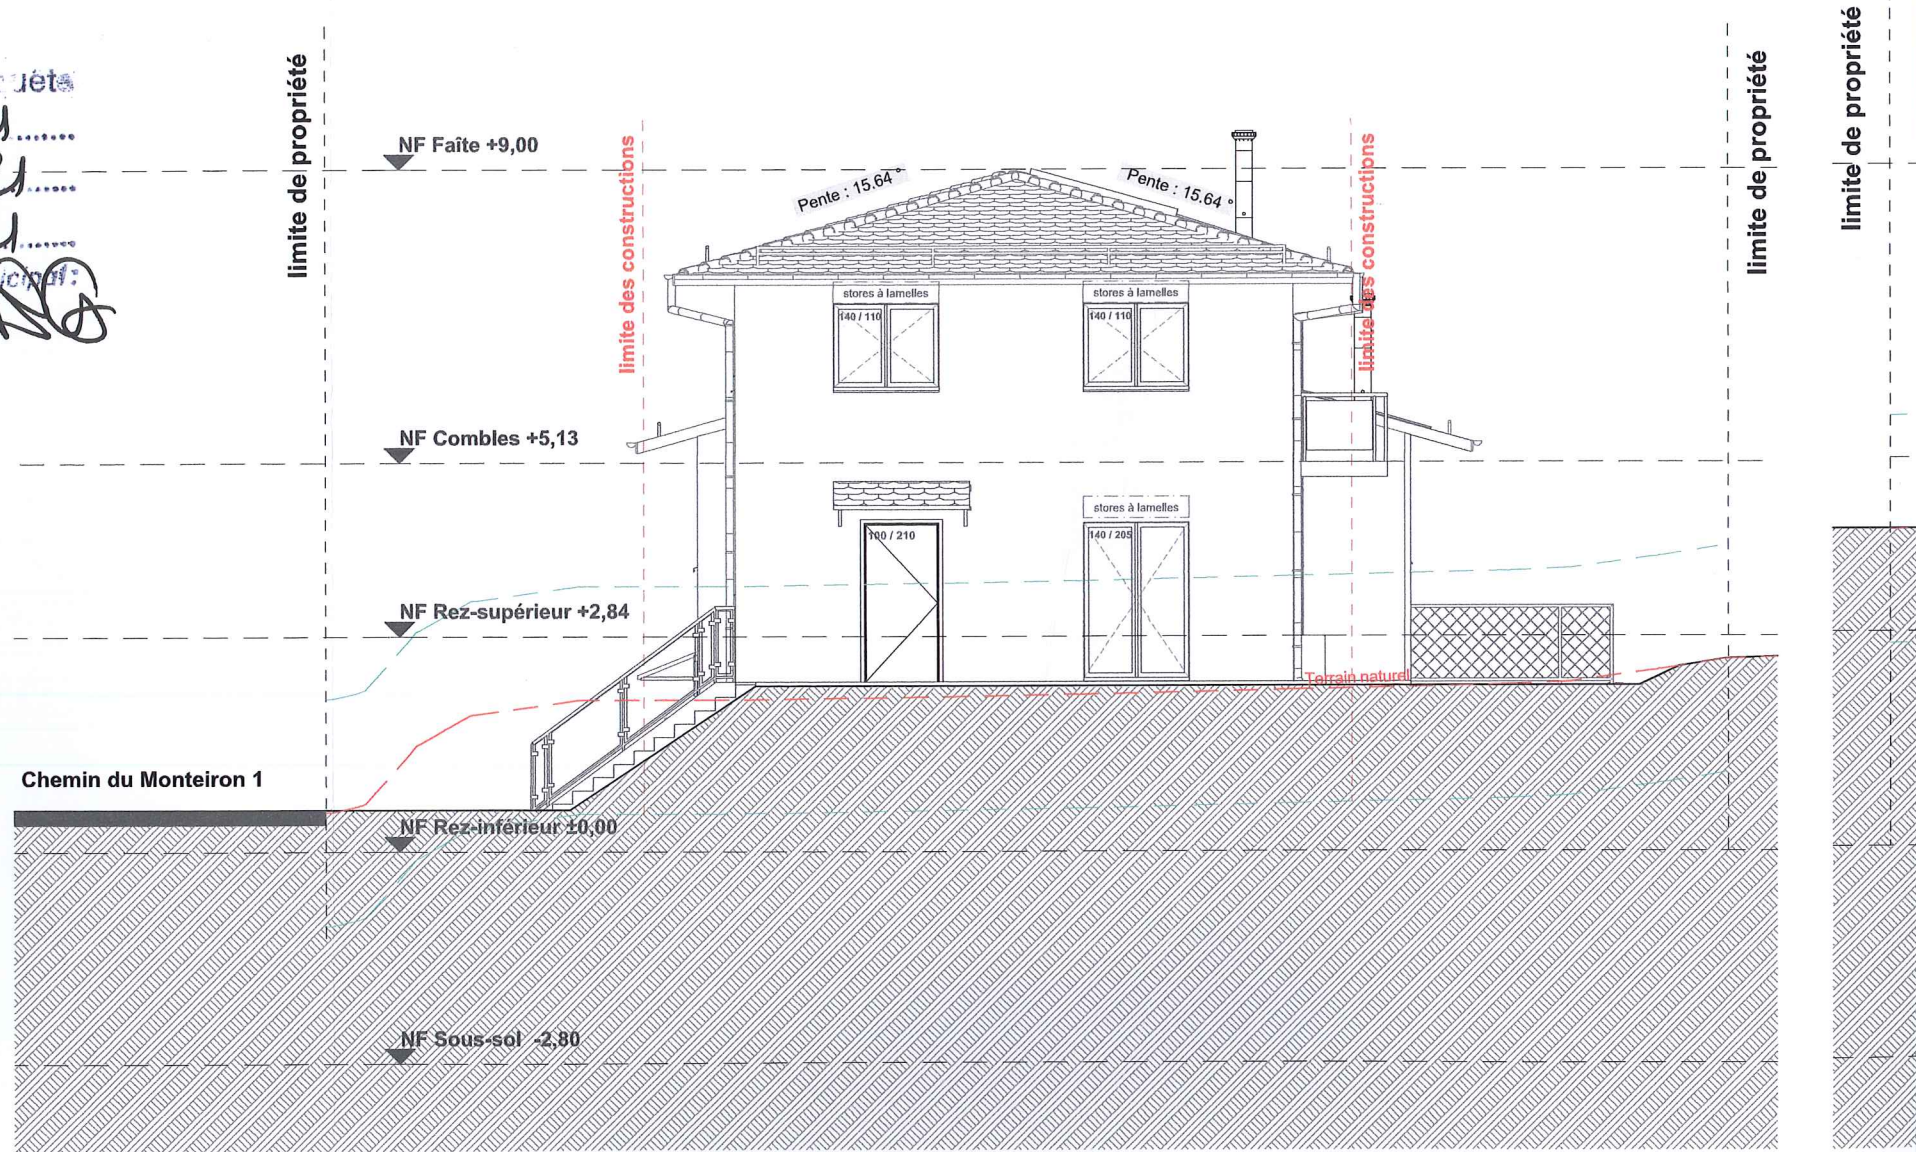 limite de propriété
NF Faîte +9,00
limite des constructions
Pente : 15.64 °
Pente : 15.64 °
limite des constructions
limite de propriété
limite de propriété
stores à lamelles
140 / 110
stores à lamelles
140 / 110
NF Combles +5,13
100 / 210
stores à lamelles
140 / 205
NF Rez-supérieur +2,84
Terrain naturel
Chemin du Monteiron 1
NF Rez-inférieur ±0,00
NF Sous-sol -2,80